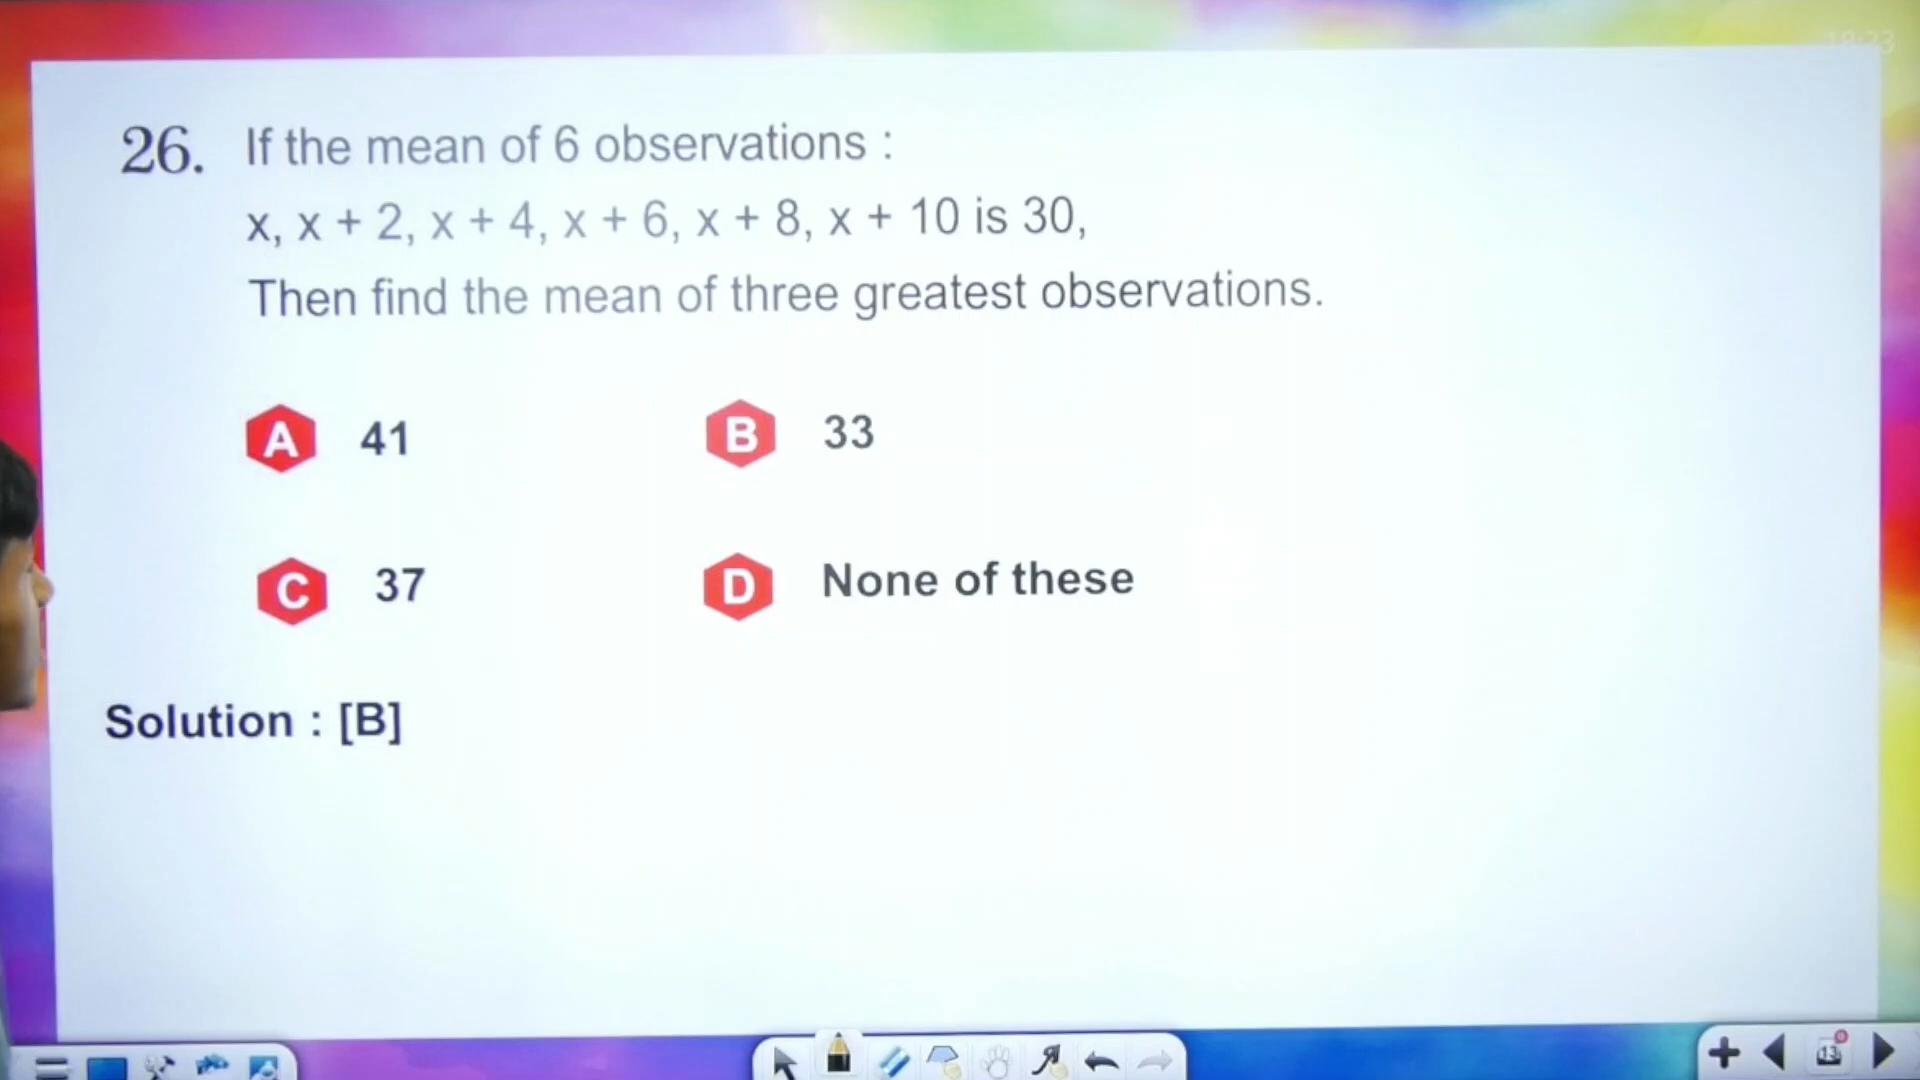 26. If the mean of 6 observations :
x, x + 2, x + 4, x + 6, x + 8, x + 10 is 30,
Then find the mean of three greatest observations.
A 41
B 33
C 37
D None of these
Solution : [B]
13